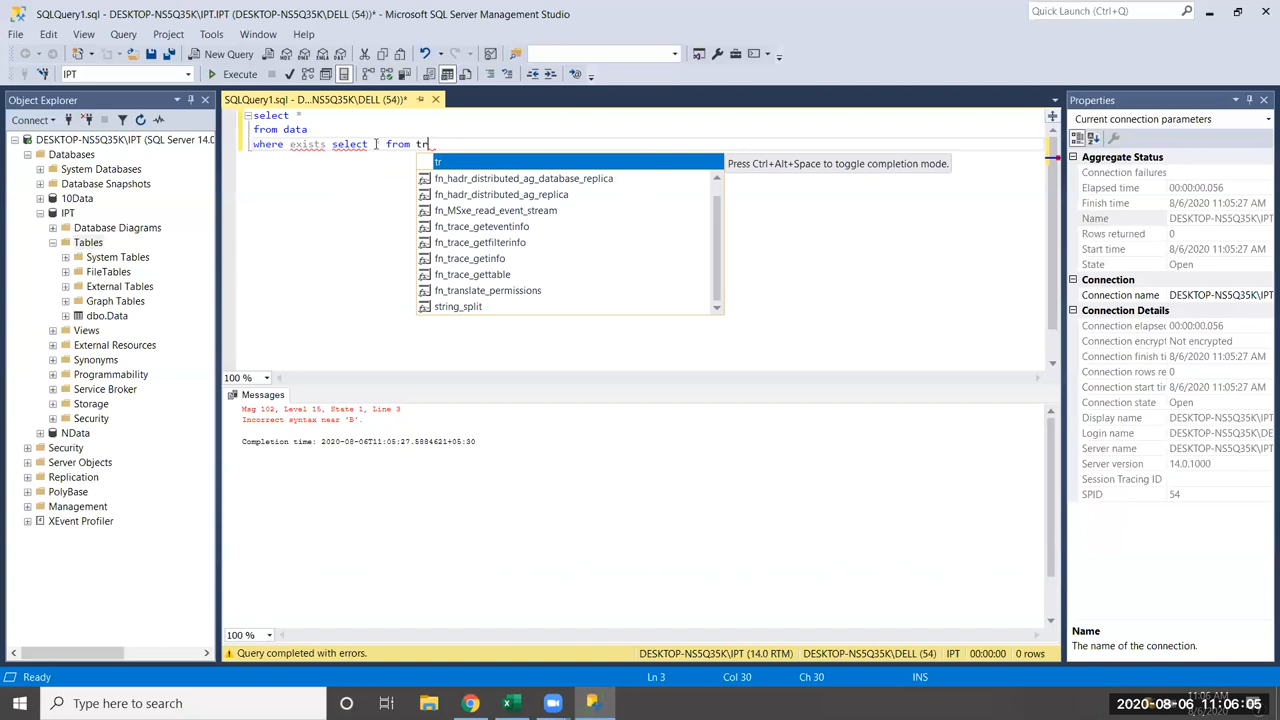 SQLQuery1.sql - DESKTOP-NS5Q35K\IPT.IPT (DESKTOP-NS5Q35K\DELL (54))* - Microsoft SQL Server Management Studio
Quick Launch (Ctrl+Q)
File Edit View Query Project Tools Window Help
New Query
IPT
Execute
Object Explorer
SQLQuery1.sql - D...NS5Q35K\DELL (54))*
Properties
Connect
Current connection parameters
DESKTOP-NS5Q35K\IPT (SQL Server 14.0
Databases
System Databases
Database Snapshots
10Data
IPT
Database Diagrams
Tables
System Tables
FileTables
External Tables
Graph Tables
dbo.Data
Views
External Resources
Synonyms
Programmability
Service Broker
Storage
Security
NData
Security
Server Objects
Replication
PolyBase
Management
XEvent Profiler
select *
from data
where exists select from tr
tr
Press Ctrl+Alt+Space to toggle completion mode.
fn_hadr_distributed_ag_database_replica
fn_hadr_distributed_ag_replica
fn_MSxe_read_event_stream
fn_trace_geteventinfo
fn_trace_getfilterinfo
fn_trace_getinfo
fn_trace_gettable
fn_translate_permissions
string_split
100 %
Messages
Msg 102, Level 15, State 1, Line 3
Incorrect syntax near 'B'.
Completion time: 2020-08-06T11:05:27.5884621+05:30
100 %
Query completed with errors.
DESKTOP-NS5Q35K\IPT (14.0 RTM) DESKTOP-NS5Q35K\DELL (54) IPT 00:00:00 0 rows
Aggregate Status
Connection failures
Elapsed time 00:00:00.056
Finish time 8/6/2020 11:05:27 AM
Name DESKTOP-NS5Q35K\IPT
Rows returned 0
Start time 8/6/2020 11:05:27 AM
State Open
Connection
Connection name DESKTOP-NS5Q35K\IPT
Connection Details
Connection elapse 00:00:00.056
Connection encryp Not encrypted
Connection finish ti 8/6/2020 11:05:27 AM
Connection rows re 0
Connection start tim 8/6/2020 11:05:27 AM
Connection state Open
Display name DESKTOP-NS5Q35K\IPT
Login name DESKTOP-NS5Q35K\DE
Server name DESKTOP-NS5Q35K\IPT
Server version 14.0.1000
Session Tracing ID
SPID 54
Name
The name of the connection.
Ready
Ln 3 Col 30 Ch 30 INS
Type here to search
2020-08-06 11:06:05